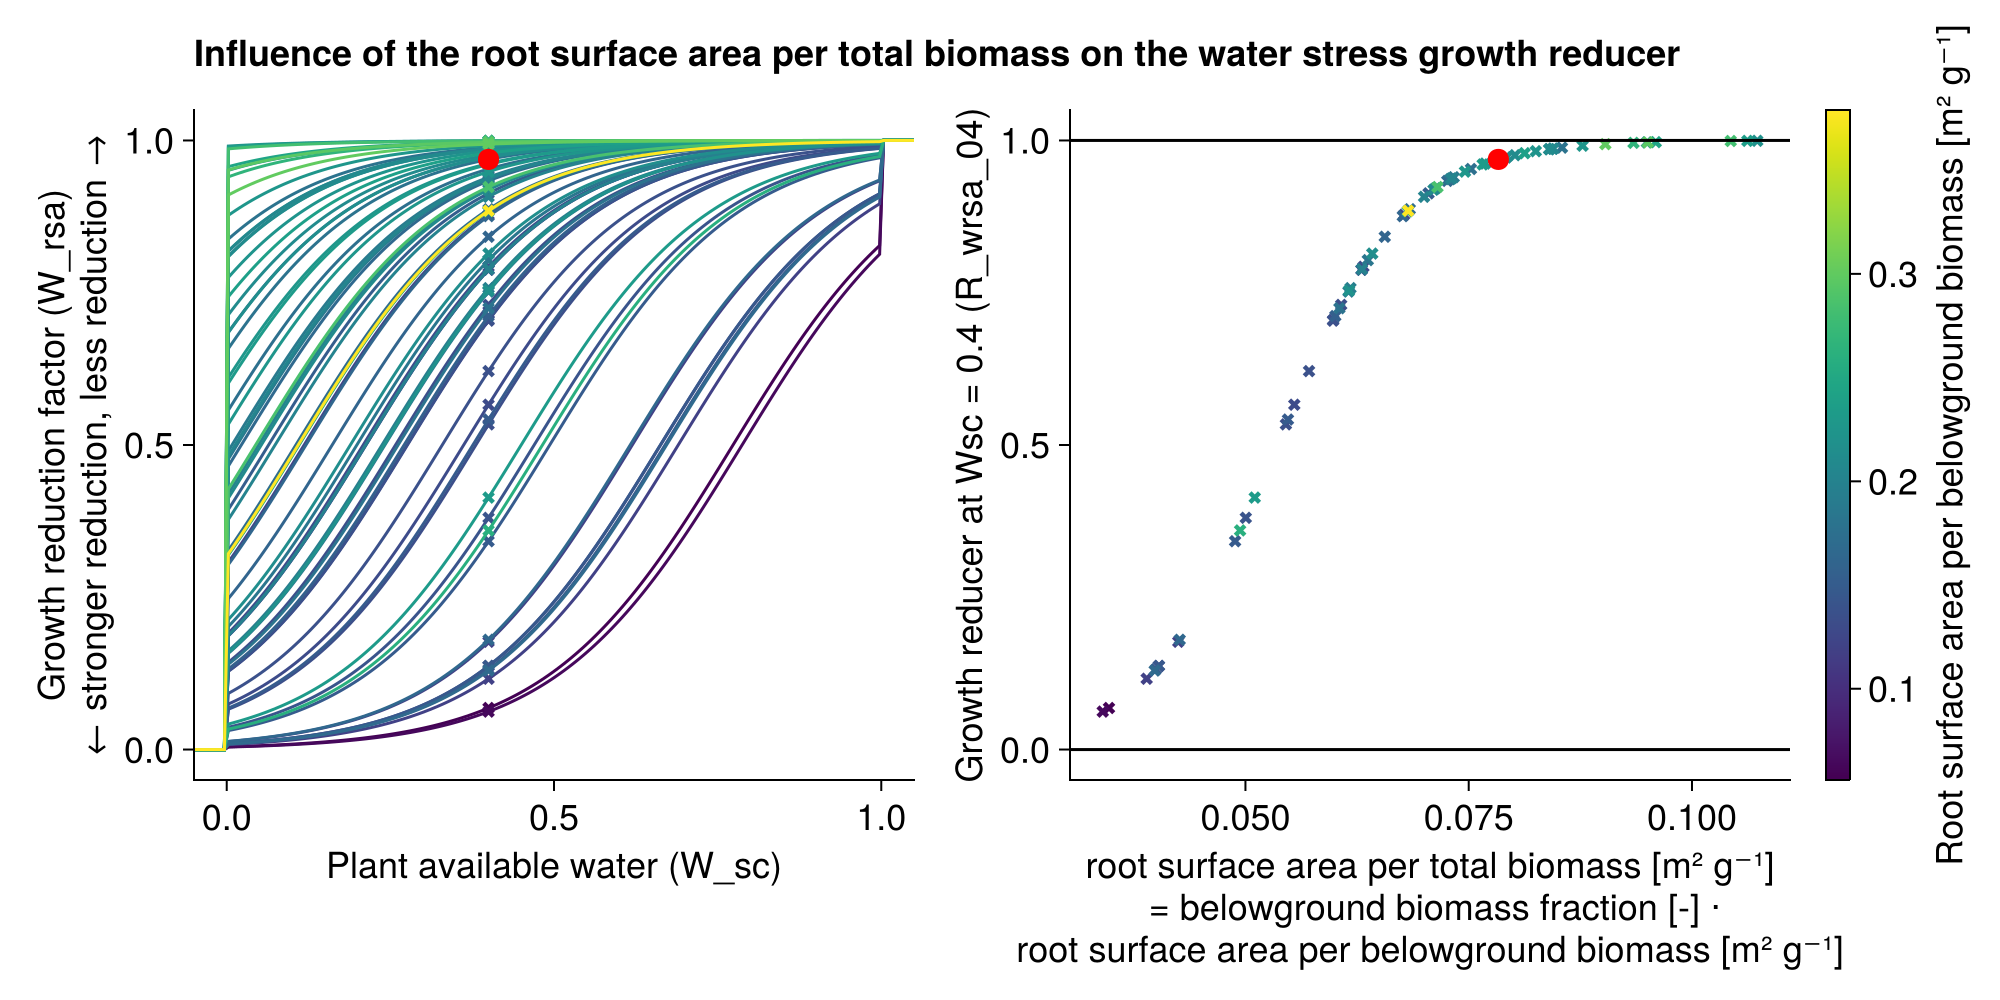 Influence of the root surface area per total biomass on the water stress growth reducer
Growth reduction factor (W_rsa)
← stronger reduction, less reduction →
1.0
0.5
0.0
0.0
0.5
1.0
Plant available water (W_sc)
Growth reducer at Wsc = 0.4 (R_wrsa_04)
1.0
0.5
0.0
0.050
0.075
0.100
root surface area per total biomass [m² g⁻¹]
= belowground biomass fraction [-] ·
root surface area per belowground biomass [m² g⁻¹]
0.3
0.2
0.1
Root surface area per belowground biomass [m² g⁻¹]